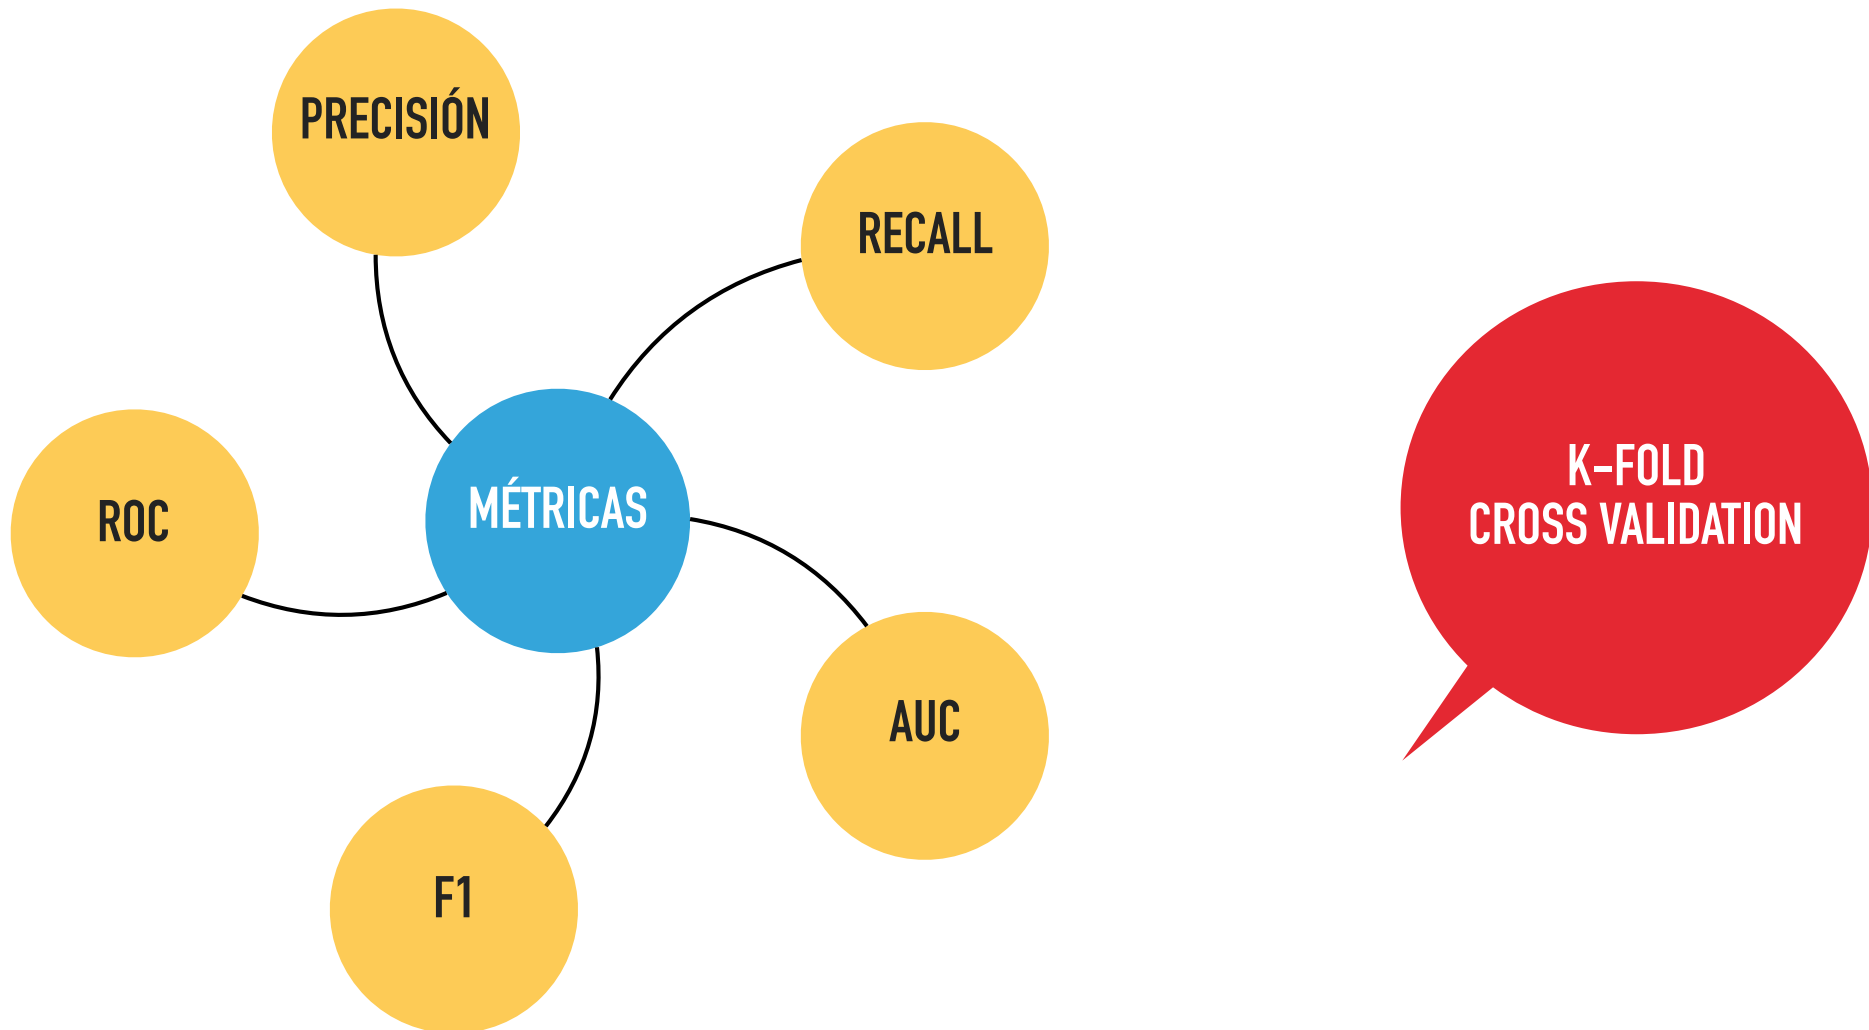 PRECISIÓN
RECALL
ROC
MÉTRICAS
AUC
F1
K-FOLD
CROSS VALIDATION